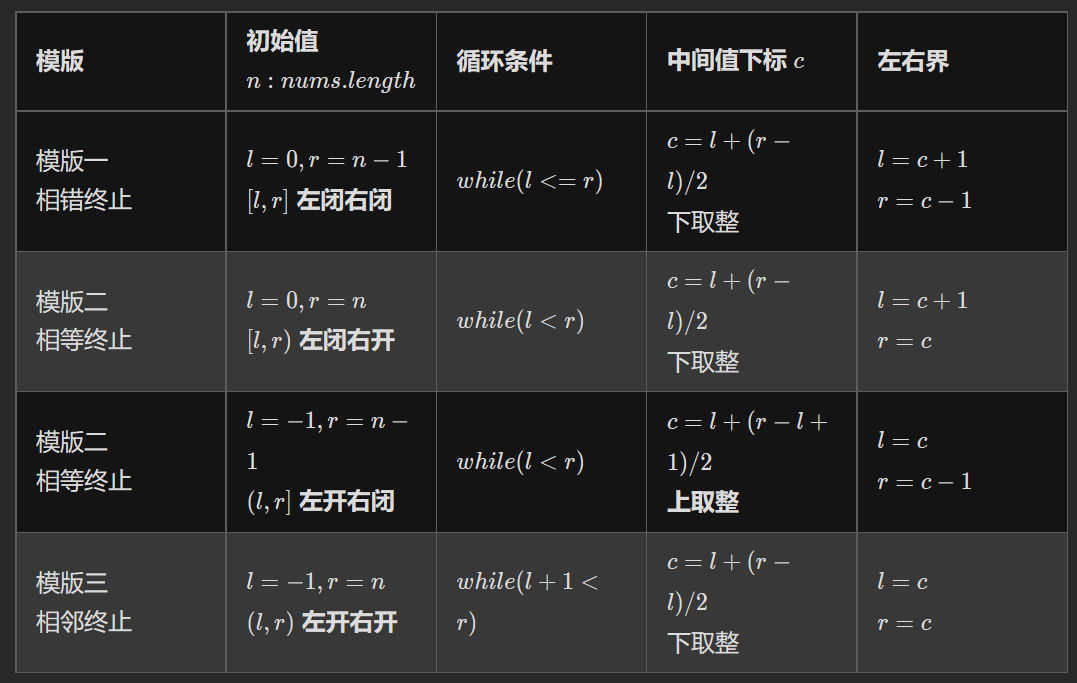 模版
初始值
n : nums.length
循环条件
中间值下标 c
左右界
模版一
相错终止
l = 0, r = n − 1
[l, r] 左闭右闭
while(l <= r)
c = l + (r −
l)/2
下取整
l = c + 1
r = c − 1
模版二
相等终止
l = 0, r = n
[l, r) 左闭右开
while(l < r)
c = l + (r −
l)/2
下取整
l = c + 1
r = c
模版二
相等终止
l = −1, r = n −
1
(l, r] 左开右闭
while(l < r)
c = l + (r − l +
1)/2
上取整
l = c
r = c − 1
模版三
相邻终止
l = −1, r = n
(l, r) 左开右开
while(l + 1 <
r)
c = l + (r −
l)/2
下取整
l = c
r = c